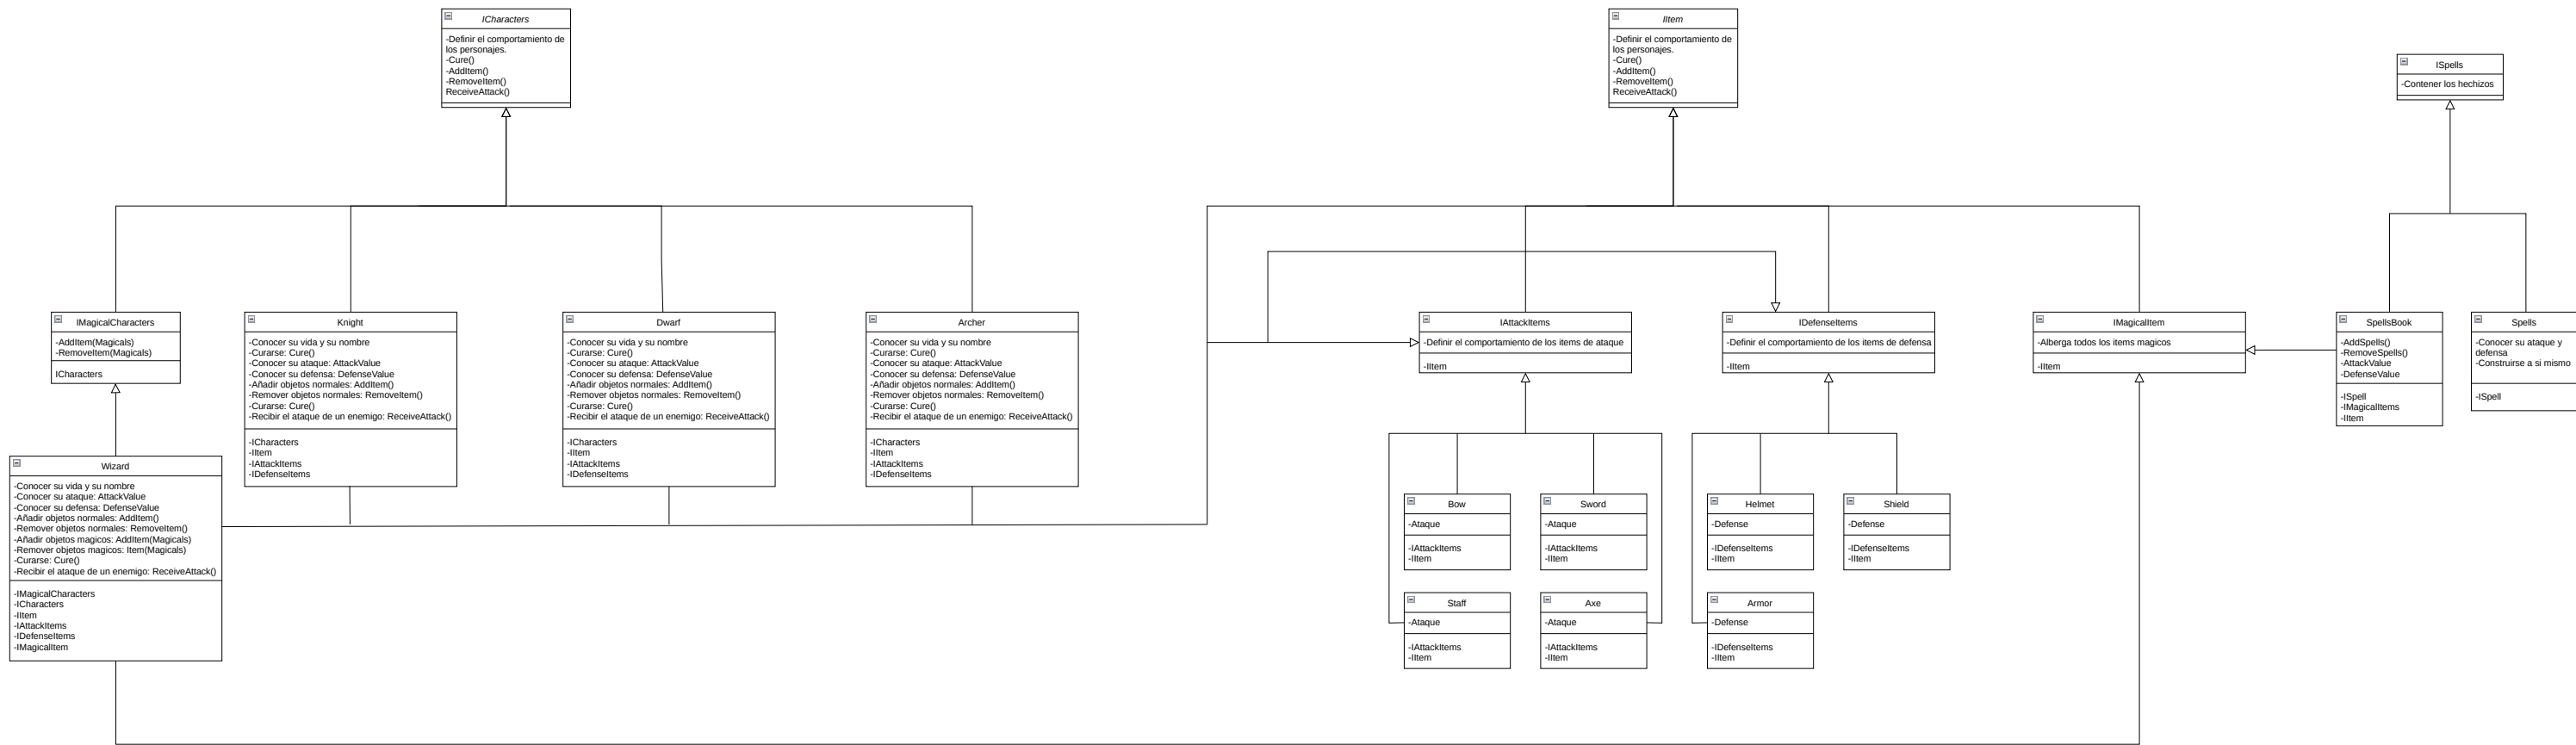 ICharacters
-Definir el comportamiento de
los personajes.
-Cure()
-AddItem()
-RemoveItem()
ReceiveAttack()
IItem
-Definir el comportamiento de
los personajes.
-Cure()
-AddItem()
-RemoveItem()
ReceiveAttack()
ISpells
-Contener los hechizos
IMagicalCharacters
-AddItem(Magicals)
-RemoveItem(Magicals)
ICharacters
Knight
-Conocer su vida y su nombre
-Curarse: Cure()
-Conocer su ataque: AttackValue
-Conocer su defensa: DefenseValue
-Añadir objetos normales: AddItem()
-Remover objetos normales: RemoveItem()
-Curarse: Cure()
-Recibir el ataque de un enemigo: ReceiveAttack()
-ICharacters
-IItem
-IAttackItems
-IDefenseItems
Dwarf
-Conocer su vida y su nombre
-Curarse: Cure()
-Conocer su ataque: AttackValue
-Conocer su defensa: DefenseValue
-Añadir objetos normales: AddItem()
-Remover objetos normales: RemoveItem()
-Curarse: Cure()
-Recibir el ataque de un enemigo: ReceiveAttack()
-ICharacters
-IItem
-IAttackItems
-IDefenseItems
Archer
-Conocer su vida y su nombre
-Curarse: Cure()
-Conocer su ataque: AttackValue
-Conocer su defensa: DefenseValue
-Añadir objetos normales: AddItem()
-Remover objetos normales: RemoveItem()
-Curarse: Cure()
-Recibir el ataque de un enemigo: ReceiveAttack()
-ICharacters
-IItem
-IAttackItems
-IDefenseItems
IAttackItems
-Definir el comportamiento de los items de ataque
-IItem
IDefenseItems
-Definir el comportamiento de los items de defensa
-IItem
IMagicalItem
-Alberga todos los items magicos
-IItem
SpellsBook
-AddSpells()
-RemoveSpells()
-AttackValue
-DefenseValue
-ISpell
-IMagicalItems
-IItem
Spells
-Conocer su ataque y
defensa
-Construirse a si mismo
-ISpell
Wizard
-Conocer su vida y su nombre
-Conocer su ataque: AttackValue
-Conocer su defensa: DefenseValue
-Añadir objetos normales: AddItem()
-Remover objetos normales: RemoveItem()
-Añadir objetos magicos: AddItem(Magicals)
-Remover objetos magicos: Item(Magicals)
-Curarse: Cure()
-Recibir el ataque de un enemigo: ReceiveAttack()
-IMagicalCharacters
-ICharacters
-IItem
-IAttackItems
-IDefenseItems
-IMagicalItem
Bow
-Ataque
-IAttackItems
-IItem
Sword
-Ataque
-IAttackItems
-IItem
Helmet
-Defense
-IDefenseItems
-IItem
Shield
-Defense
-IDefenseItems
-IItem
Staff
-Ataque
-IAttackItems
-IItem
Axe
-Ataque
-IAttackItems
-IItem
Armor
-Defense
-IDefenseItems
-IItem